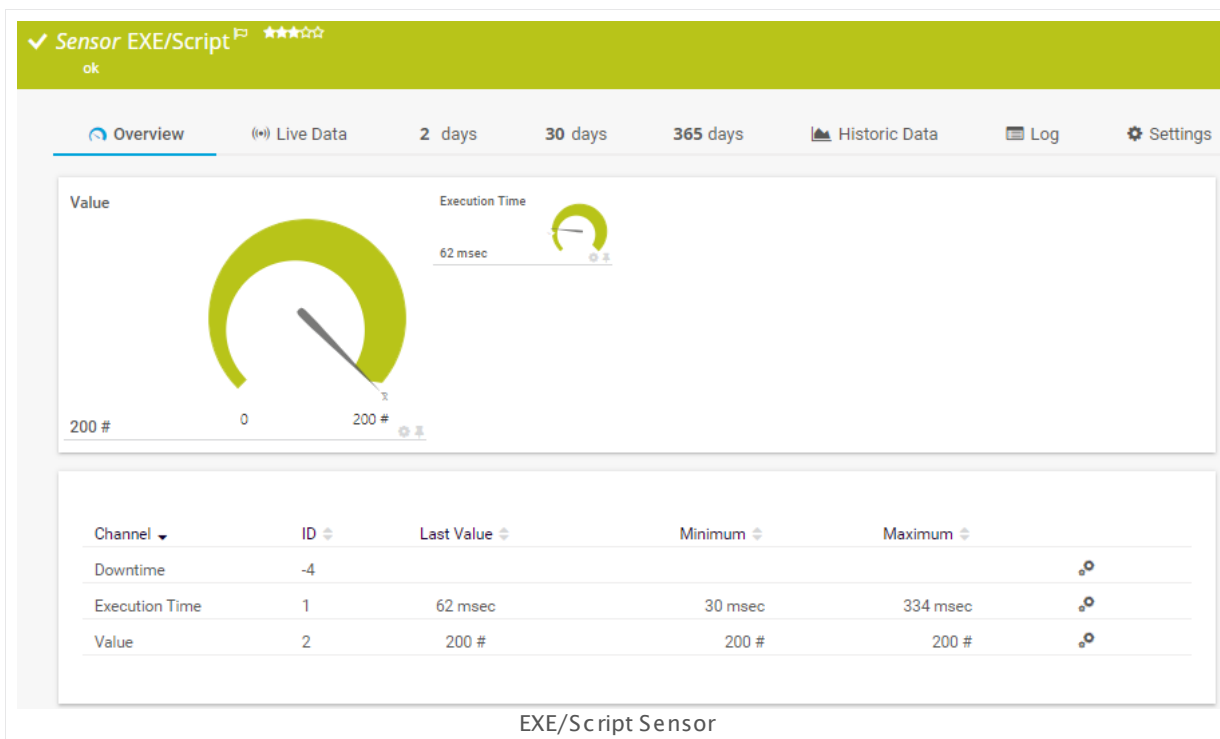 Sensor EXE/Script
ok
Overview Live Data 2 days 30 days 365 days Historic Data Log Settings
Value
200 #
0 200 #
Execution Time
62 msec
Channel ID Last Value Minimum Maximum
Downtime -4
Execution Time 1 62 msec 30 msec 334 msec
Value 2 200 # 200 # 200 #
EXE/Script Sensor